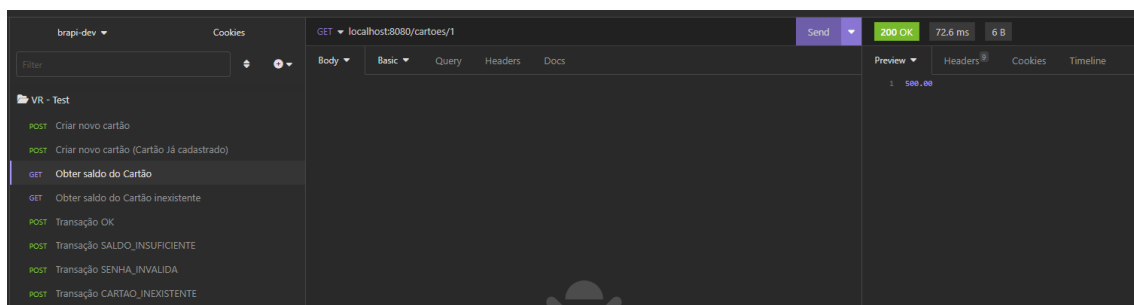 brapi-dev Cookies
GET localhost:8080/cartoes/1 Send
200 OK 72.6 ms 6 B
Filter
Body Basic Query Headers Docs
Preview Headers 9 Cookies Timeline
1 500.00
VR - Test
POST Criar novo cartão
POST Criar novo cartão (Cartão Já cadastrado)
GET Obter saldo do Cartão
GET Obter saldo do Cartão inexistente
POST Transação OK
POST Transação SALDO_INSUFICIENTE
POST Transação SENHA_INVALIDA
POST Transação CARTAO_INEXISTENTE